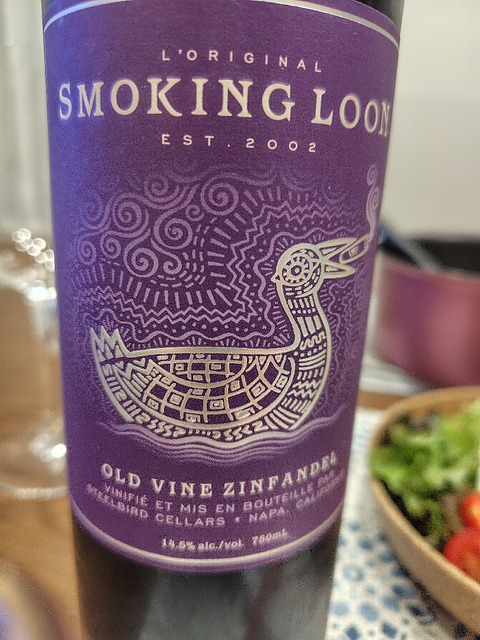 L'ORIGINAL
SMOKING LOON
EST. 2002
OLD VINE ZINFANDEL
VINIFIÉ ET MIS EN BOUTEILLE PAR
STEELBIRD CELLARS • NAPA, CALIFORNIA
14.5% alc./vol. 750mL